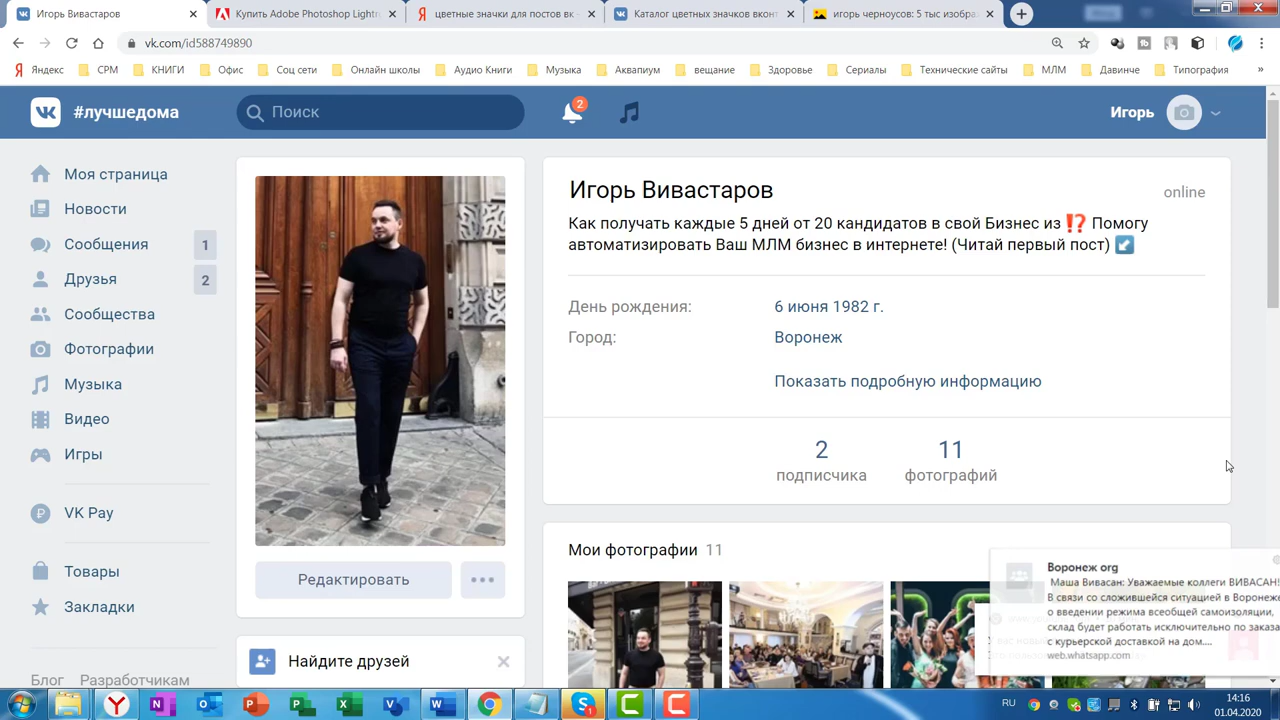 Игорь Вивастаров
Купить Adobe Photoshop Light
цветные значки для постов вк -
Каталог цветных значков вконт
игорь черноусов: 5 тыс изобра
vk.com/id588749890
Яндекс
СРМ
КНИГИ
Офис
Соц сети
Онлайн школы
Аудио Книги
Музыка
Аквапиум
вещание
Здоровье
Сериалы
Технические сайты
МЛМ
Давинче
Типография
»
#лучшедома
Поиск
2
Игорь
Моя страница
Новости
Сообщения 1
Друзья 2
Сообщества
Фотографии
Музыка
Видео
Игры
VK Pay
Товары
Закладки
Блог Разработчикам
Редактировать
Найдите друзей
Игорь Вивастаров
online
Как получать каждые 5 дней от 20 кандидатов в свой Бизнес из ⁉️ Помогу
автоматизировать Ваш МЛМ бизнес в интернете! (Читай первый пост) ↙️
День рождения: 6 июня 1982 г.
Город: Воронеж
Показать подробную информацию
2 11
подписчика фотографий
Мои фотографии 11
Воронеж org
Маша Вивасан: Уважаемые коллеги ВИВАСАН!
В связи со сложившейся ситуацией в Воронеже
о введении режима всеобщей самоизоляции,
склад будет работать исключительно по заказа
с курьерской доставкой на дом....
web.whatsapp.com
RU
14:16
01.04.2020